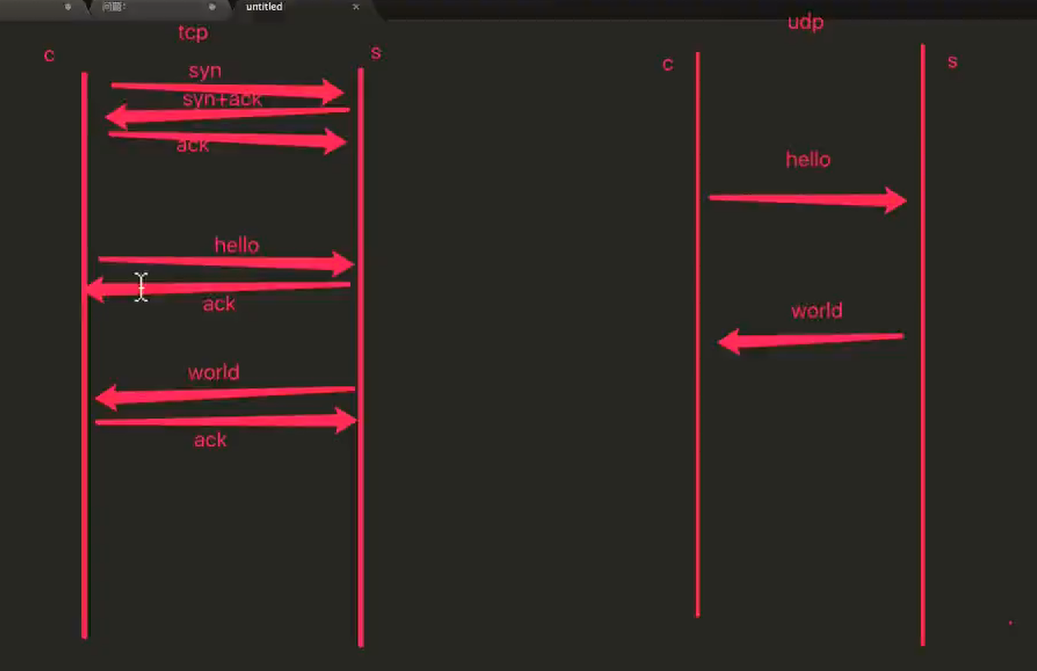 问题:
untitled
tcp
c
s
syn
syn+ack
ack
hello
ack
world
ack
udp
c
s
hello
world